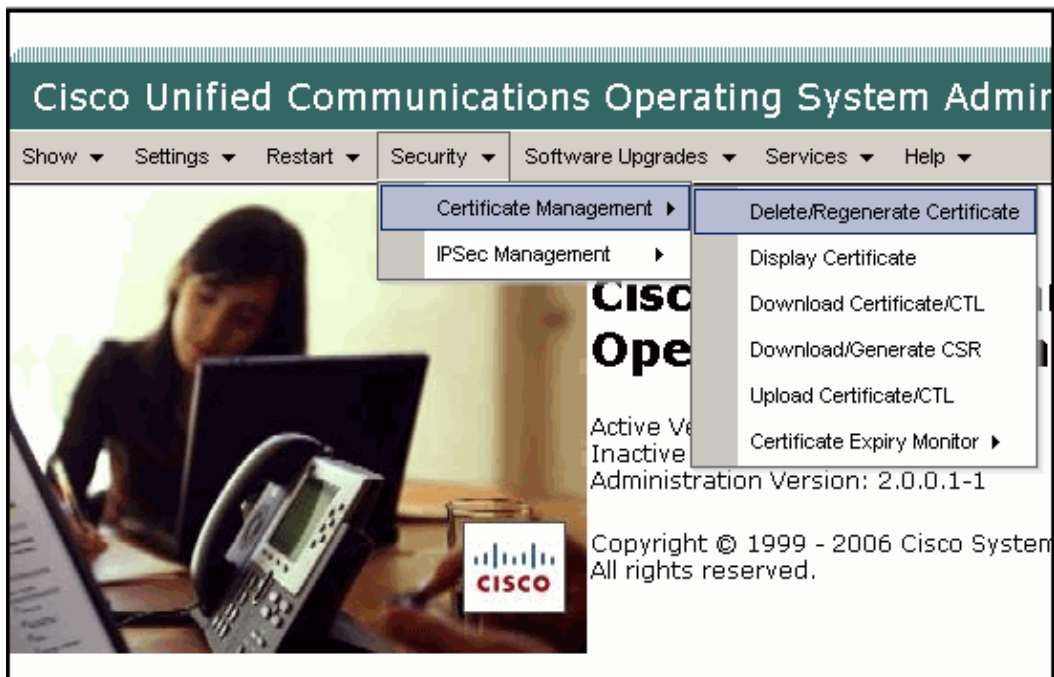 Cisco Unified Communications Operating System Admin
Show Settings Restart Security Software Upgrades Services Help
Certificate Management
IPSec Management
Delete/Regenerate Certificate
Display Certificate
Download Certificate/CTL
Download/Generate CSR
Upload Certificate/CTL
Certificate Expiry Monitor
Cisc
Ope
Active Ve
Inactive
Administration Version: 2.0.0.1-1
Copyright © 1999 - 2006 Cisco System
All rights reserved.
CISCO